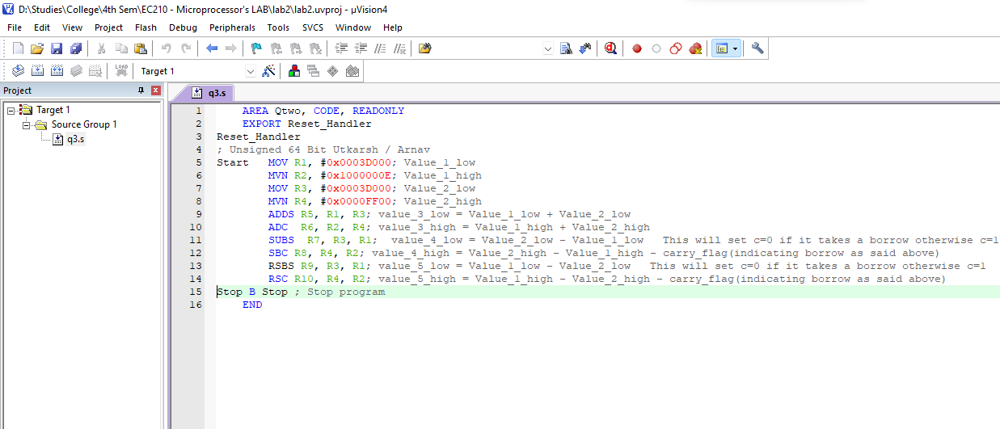 D:\Studies\College\4th Sem\EC210 - Microprocessor's LAB\lab2\lab2.uvproj - µVision4
File Edit View Project Flash Debug Peripherals Tools SVCS Window Help
LOAD Target 1
Project
Target 1
Source Group 1
q3.s
q3.s
1 AREA Qtwo, CODE, READONLY
2 EXPORT Reset_Handler
3 Reset_Handler
4 ; Unsigned 64 Bit Utkarsh / Arnav
5 Start MOV R1, #0x0003D000; Value_1_low
6 MVN R2, #0x1000000E; Value_1_high
7 MOV R3, #0x0003D000; Value_2_low
8 MVN R4, #0x0000FF00; Value_2_high
9 ADDS R5, R1, R3; value_3_low = Value_1_low + Value_2_low
10 ADC R6, R2, R4; value_3_high = Value_1_high + Value_2_high
11 SUBS R7, R3, R1; value_4_low = Value_2_low - Value_1_low This will set c=0 if it takes a borrow otherwise c=1
12 SBC R8, R4, R2; value_4_high = Value_2_high - Value_1_high - carry_flag(indicating borrow as said above)
13 RSBS R9, R3, R1; value_5_low = Value_1_low - Value_2_low This will set c=0 if it takes a borrow otherwise c=1
14 RSC R10, R4, R2; value_5_high = Value_1_high - Value_2_high - carry_flag(indicating borrow as said above)
15 Stop B Stop ; Stop program
16 END